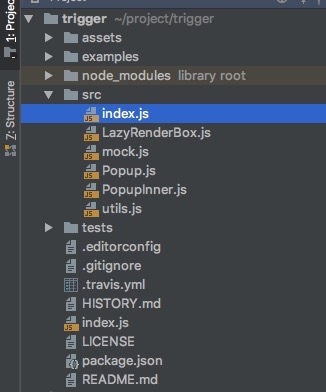 Project
1: Project
7: Structure
trigger ~/project/trigger
assets
examples
node_modules library root
src
index.js
LazyRenderBox.js
mock.js
Popup.js
PopupInner.js
utils.js
tests
.editorconfig
.gitignore
.travis.yml
HISTORY.md
index.js
LICENSE
package.json
README.md